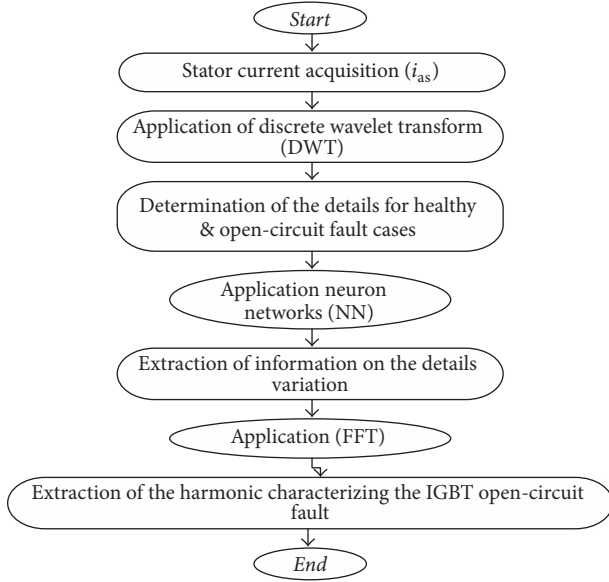 Start
Stator current acquisition (i_as)
Application of discrete wavelet transform
(DWT)
Determination of the details for healthy
& open-circuit fault cases
Application neuron
networks (NN)
Extraction of information on the details
variation
Application (FFT)
Extraction of the harmonic characterizing the IGBT open-circuit
fault
End